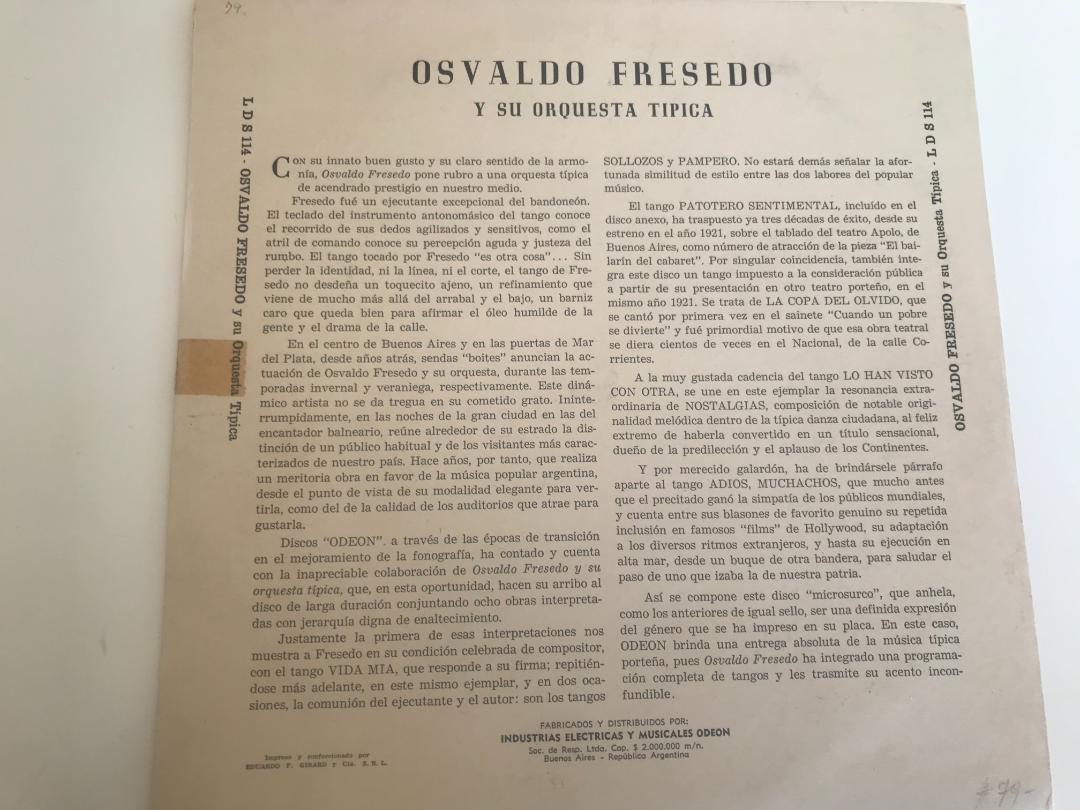 79.
OSVALDO FRESEDO
Y SU ORQUESTA TIPICA
L D S 114 - OSVALDO FRESEDO y su Orquesta Típica
CON su innato buen gusto y su claro sentido de la armo-
nía, Osvaldo Fresedo pone rubro a una orquesta típica
de acendrado prestigio en nuestro medio.
Fresedo fué un ejecutante excepcional del bandoneón.
El teclado del instrumento antonomásico del tango conoce
el recorrido de sus dedos agilizados y sensitivos, como el
atril de comando conoce su percepción aguda y justeza del
rumbo. El tango tocado por Fresedo "es otra cosa"... Sin
perder la identidad, ni la línea, ni el corte, el tango de Fre-
sedo no desdeña un toquecito ajeno, un refinamiento que
viene de mucho más allá del arrabal y el bajo, un barniz
caro que queda bien para afirmar el óleo humilde de la
gente y el drama de la calle.
En el centro de Buenos Aires y en las puertas de Mar
del Plata, desde años atrás, sendas "boites" anuncian la ac-
tuación de Osvaldo Fresedo y su orquesta, durante las tem-
poradas invernal y veraniega, respectivamente. Este diná-
mico artista no se da tregua en su cometido grato. Ininte-
rrumpidamente, en las noches de la gran ciudad en las del
encantador balneario, reúne alrededor de su estrado la dis-
tinción de un público habitual y de los visitantes más carac-
terizados de nuestro país. Hace años, por tanto, que realiza
un meritoria obra en favor de la música popular argentina,
desde el punto de vista de su modalidad elegante para ver-
tirla, como del de la calidad de los auditorios que atrae para
gustarla.
Discos "ODEON". a través de las épocas de transición
en el mejoramiento de la fonografía, ha contado y cuenta
con la inapreciable colaboración de Osvaldo Fresedo y su
orquesta típica, que, en esta oportunidad, hacen su arribo al
disco de larga duración conjuntando ocho obras interpreta-
das con jerarquía digna de enaltecimiento.
Justamente la primera de esas interpretaciones nos
muestra a Fresedo en su condición celebrada de compositor,
con el tango VIDA MIA, que responde a su firma; repitién-
dose más adelante, en este mismo ejemplar, y en dos oca-
siones, la comunión del ejecutante y el autor: son los tangos
SOLLOZOS y PAMPERO. No estará demás señalar la afor-
tunada similitud de estilo entre las dos labores del popular
músico.
El tango PATOTERO SENTIMENTAL, incluído en el
disco anexo, ha traspuesto ya tres décadas de éxito, desde su
estreno en el año 1921, sobre el tablado del teatro Apolo, de
Buenos Aires, como número de atracción de la pieza "El bai-
larín del cabaret". Por singular coincidencia, también inte-
gra este disco un tango impuesto a la consideración pública
a partir de su presentación en otro teatro porteño, en el
mismo año 1921. Se trata de LA COPA DEL OLVIDO, que
se cantó por primera vez en el sainete "Cuando un pobre
se divierte" y fué primordial motivo de que esa obra teatral
se diera cientos de veces en el Nacional, de la calle Co-
rrientes.
A la muy gustada cadencia del tango LO HAN VISTO
CON OTRA, se une en este ejemplar la resonancia extra-
ordinaria de NOSTALGIAS, composición de notable origi-
nalidad melódica dentro de la típica danza ciudadana, al feliz
extremo de haberla convertido en un título sensacional,
dueño de la predilección y el aplauso de los Continentes.
Y por merecido galardón, ha de brindársele párrafo
aparte al tango ADIOS, MUCHACHOS, que mucho antes
que el precitado ganó la simpatía de los públicos mundiales,
y cuenta entre sus blasones de favorito genuino su repetida
inclusión en famosos "films" de Hollywood, su adaptación
a los diversos ritmos extranjeros, y hasta su ejecución en
alta mar, desde un buque de otra bandera, para saludar el
paso de uno que izaba la de nuestra patria.
Así se compone este disco "microsurco", que anhela,
como los anteriores de igual sello, ser una definida expresión
del género que se ha impreso en su placa. En este caso,
ODEON brinda una entrega absoluta de la música típica
porteña, pues Osvaldo Fresedo ha integrado una programa-
ción completa de tangos y les trasmite su acento incon-
fundible.
OSVALDO FRESEDO y su Orquesta Típica - L D S 114
FABRICADOS Y DISTRIBUIDOS POR:
INDUSTRIAS ELECTRICAS Y MUSICALES ODEON
Soc. de Resp. Ltda. Cap. $ 2.000.000 m/n.
Buenos Aires - República Argentina
Impreso y confeccionado por
EDUARDO F. GIRARD y Cía. S. R. L.
$ 79-